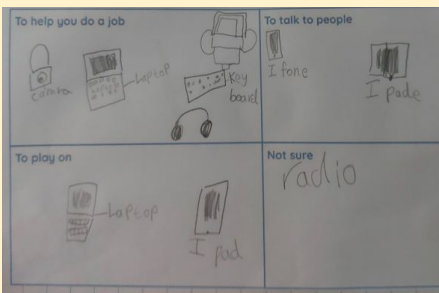 To help you do a job
camra
Laptop
Key
board
To talk to people
I fone
I pade
To play on
Laptop
I pad
Not sure
radio